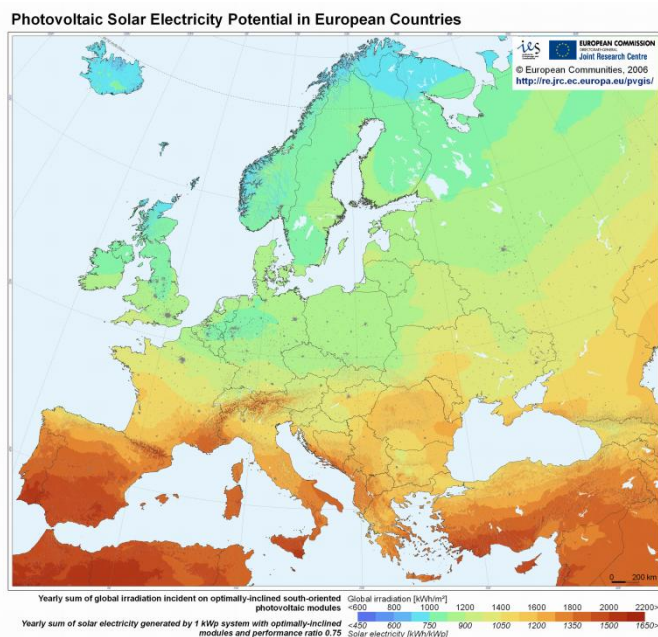 Photovoltaic Solar Electricity Potential in European Countries
ies
EUROPEAN COMMISSION
DIRECTORATE-GENERAL
Joint Research Centre
© European Communities, 2006
http://re.jrc.ec.europa.eu/pvgis/
0 200 km
Yearly sum of global irradiation incident on optimally-inclined south-oriented
photovoltaic modules
Global irradiation [kWh/m²]
<600 800 1000 1200 1400 1600 1800 2000 2200>
<450 600 750 900 1050 1200 1350 1500 1650>
Yearly sum of solar electricity generated by 1 kWp system with optimally-inclined
modules and performance ratio 0.75
Solar electricity [kWh/kWp]